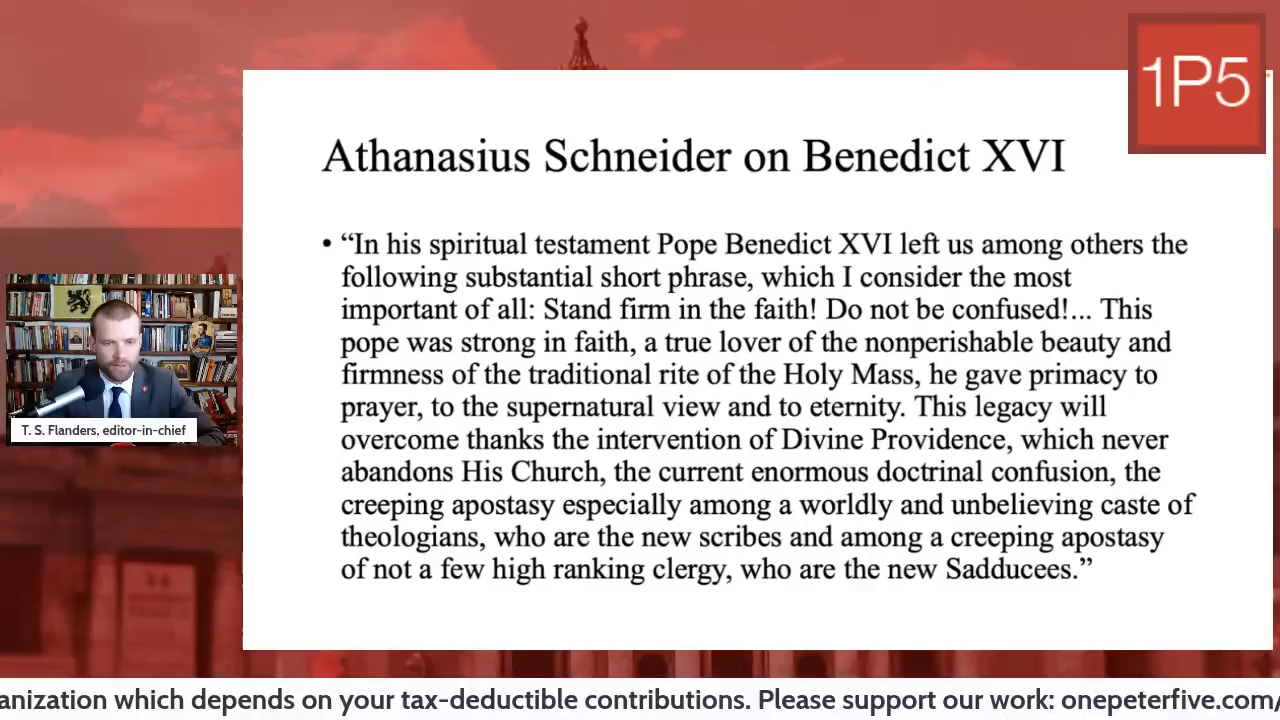 1P5
Athanasius Schneider on Benedict XVI
• “In his spiritual testament Pope Benedict XVI left us among others the
following substantial short phrase, which I consider the most
important of all: Stand firm in the faith! Do not be confused!... This
pope was strong in faith, a true lover of the nonperishable beauty and
firmness of the traditional rite of the Holy Mass, he gave primacy to
prayer, to the supernatural view and to eternity. This legacy will
overcome thanks the intervention of Divine Providence, which never
abandons His Church, the current enormous doctrinal confusion, the
creeping apostasy especially among a worldly and unbelieving caste of
theologians, who are the new scribes and among a creeping apostasy
of not a few high ranking clergy, who are the new Sadducees.”
T. S. Flanders, editor-in-chief
anization which depends on your tax-deductible contributions. Please support our work: onepeterfive.com/